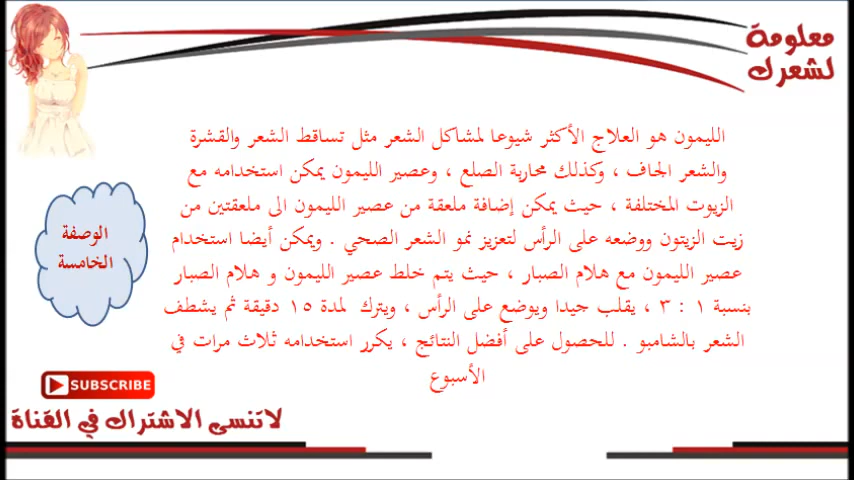 معلومة
لشعرك
الليمون هو العلاج الأكثر شيوعا لمشاكل الشعر مثل تساقط الشعر والقشرة
والشعر الجاف ، وكذلك محاربة الصلع ، وعصير الليمون يمكن استخدامه مع
الزيوت المختلفة ، حيث يمكن إضافة ملعقة من عصير الليمون الى ملعقتين من
زيت الزيتون ووضعه على الرأس لتعزيز نمو الشعر الصحي . ويمكن أيضا استخدام
عصير الليمون مع هلام الصبار ، حيث يتم خلط عصير الليمون و هلام الصبار
بنسبة ١ : ٣ ، يقلب جيدا ويوضع على الرأس ، ويترك لمدة ١٥ دقيقة ثم يشطف
الشعر بالشامبو . للحصول على أفضل النتائج ، يكرر استخدامه ثلاث مرات في
الأسبوع
الوصفة
الخامسة
SUBSCRIBE
لاتنسى الاشتراك في القناة